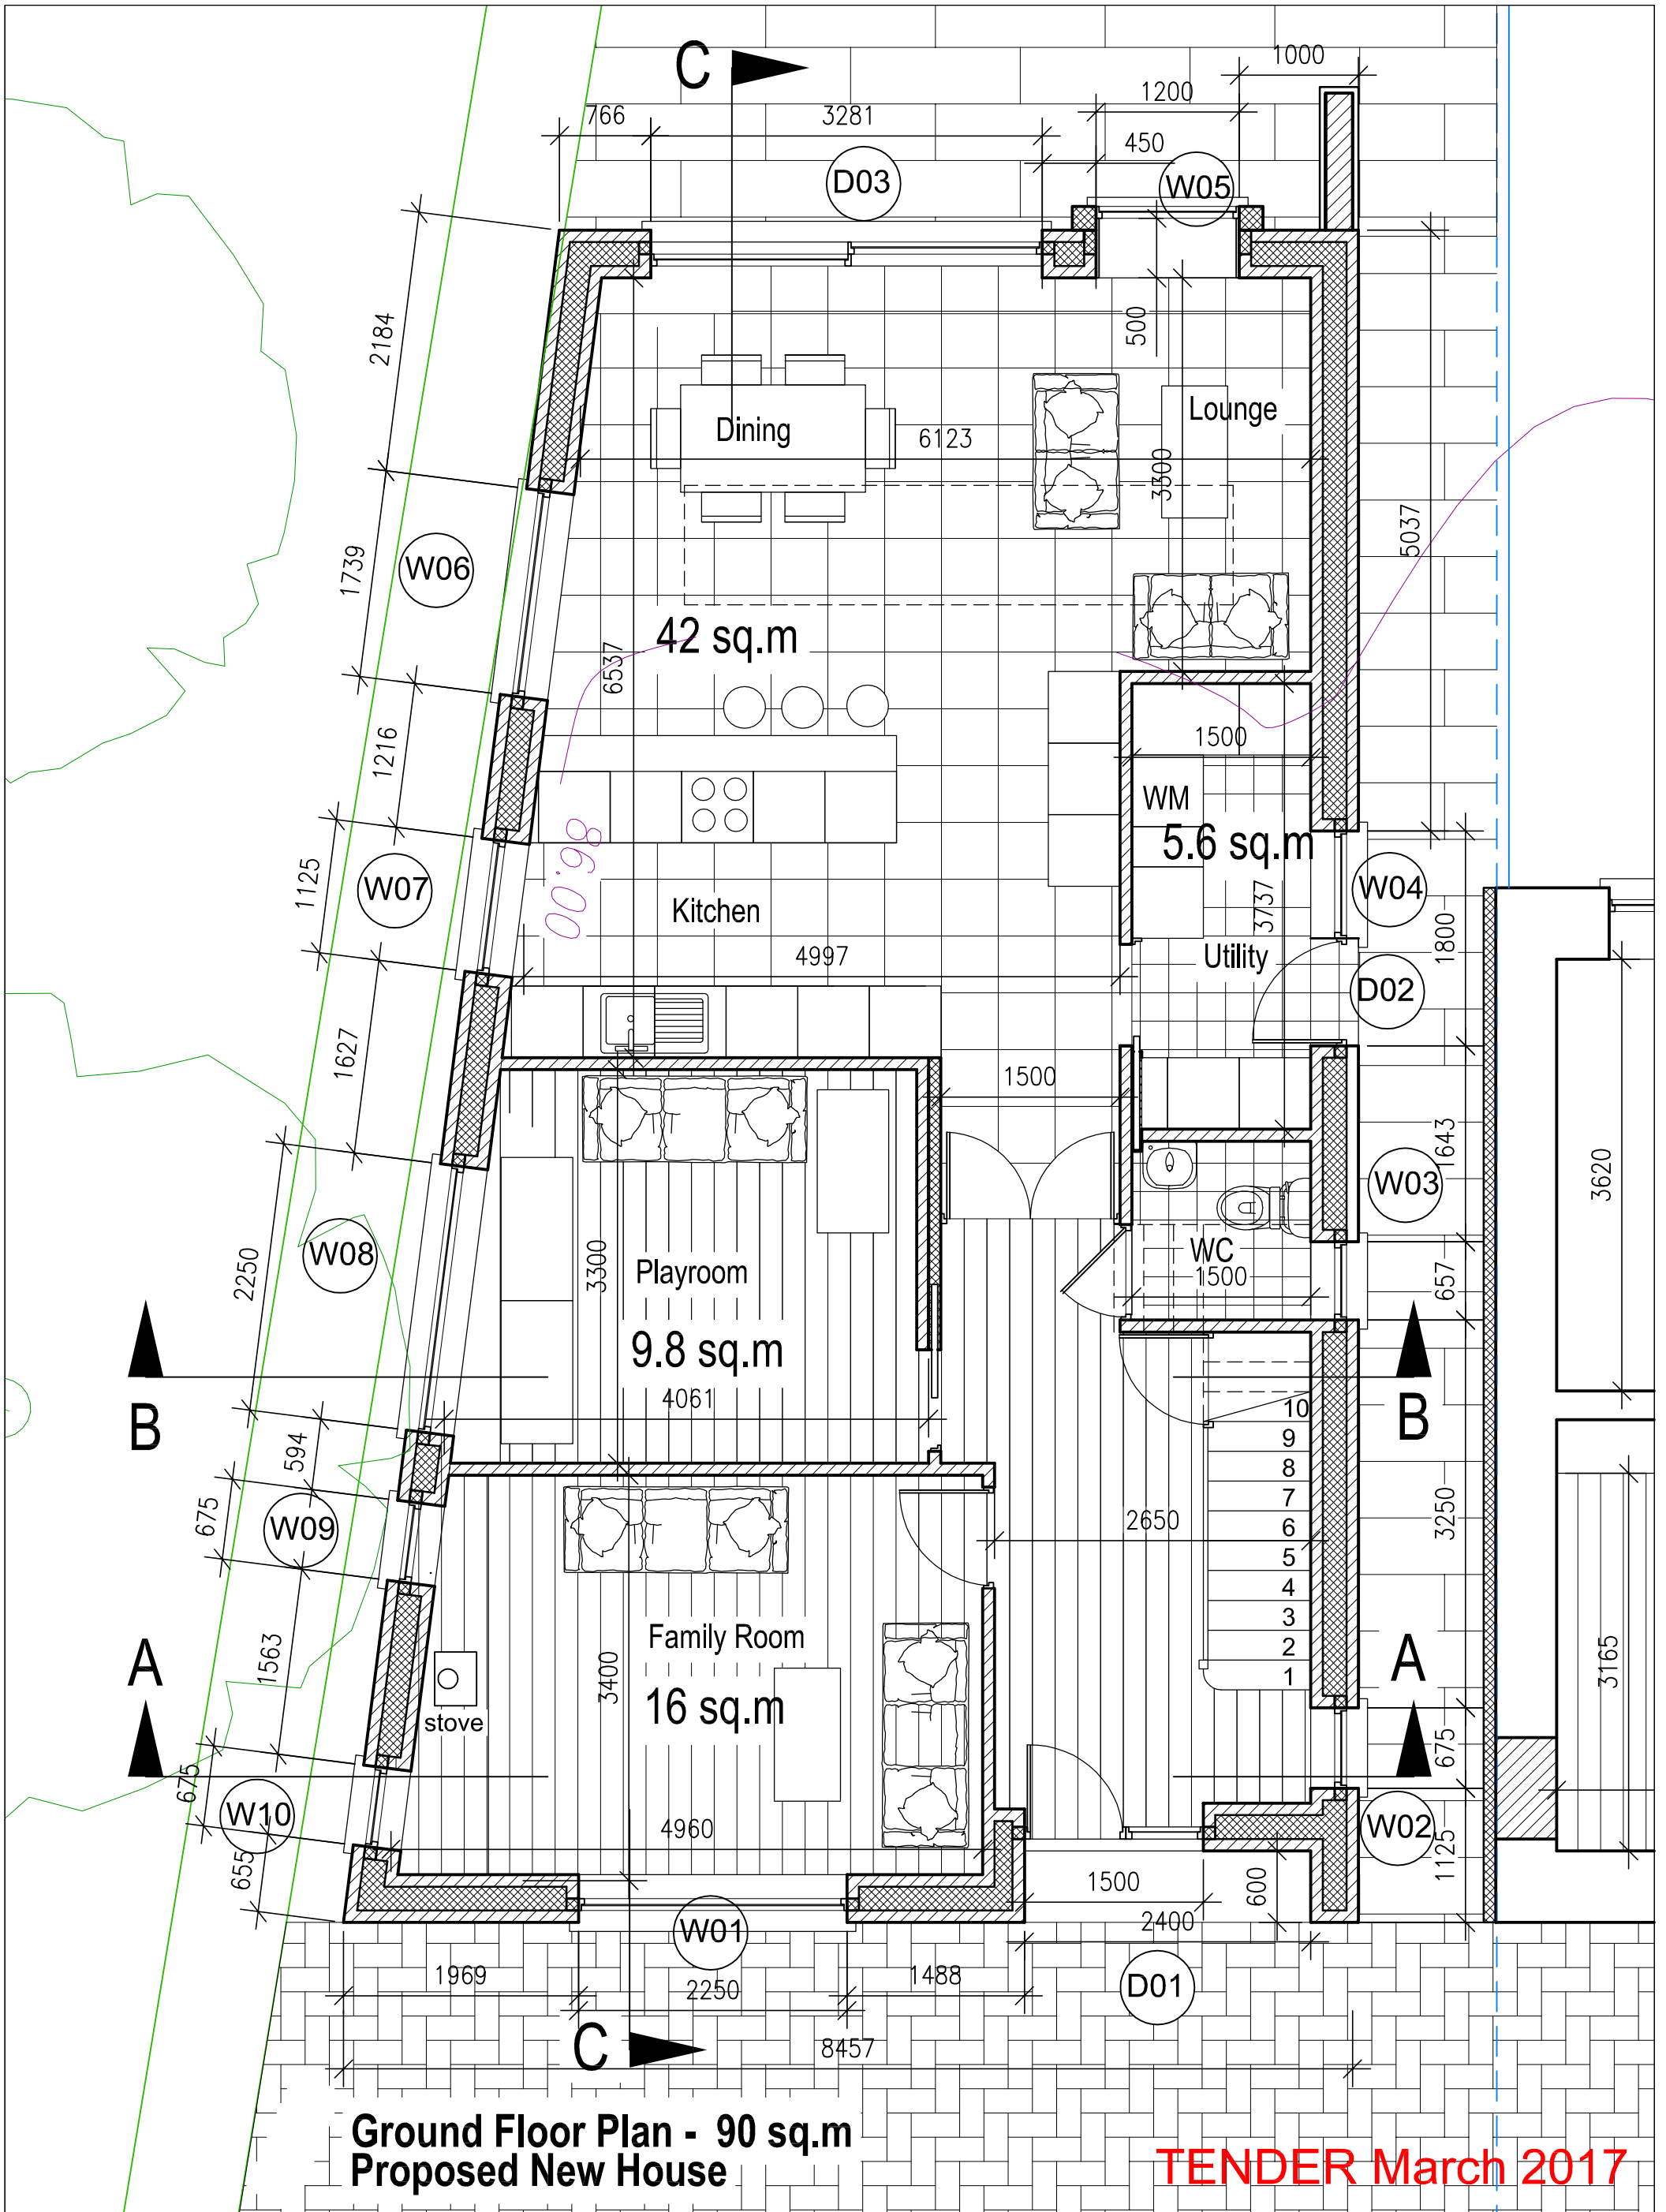 C
1000
1200
766
3281
450
D03
W05
2184
500
Dining
Lounge
6123
3300
5037
1739
W06
42 sq.m
6537
1216
1500
WM
5.6 sq.m
1125
W07
86.00
Kitchen
W04
3737
1800
4997
Utility
D02
1627
1500
1643
3620
W03
2250
W08
3300
Playroom
WC
1500
657
9.8 sq.m
4061
B
B
10
9
8
7
6
5
4
3
2
1
594
675
W09
2650
3250
Family Room
A
A
1563
3400
16 sq.m
3165
stove
675
675
W10
4960
W02
655
1125
1500
600
2400
W01
1969
2250
1488
D01
C
8457
Ground Floor Plan - 90 sq.m
Proposed New House
TENDER March 2017